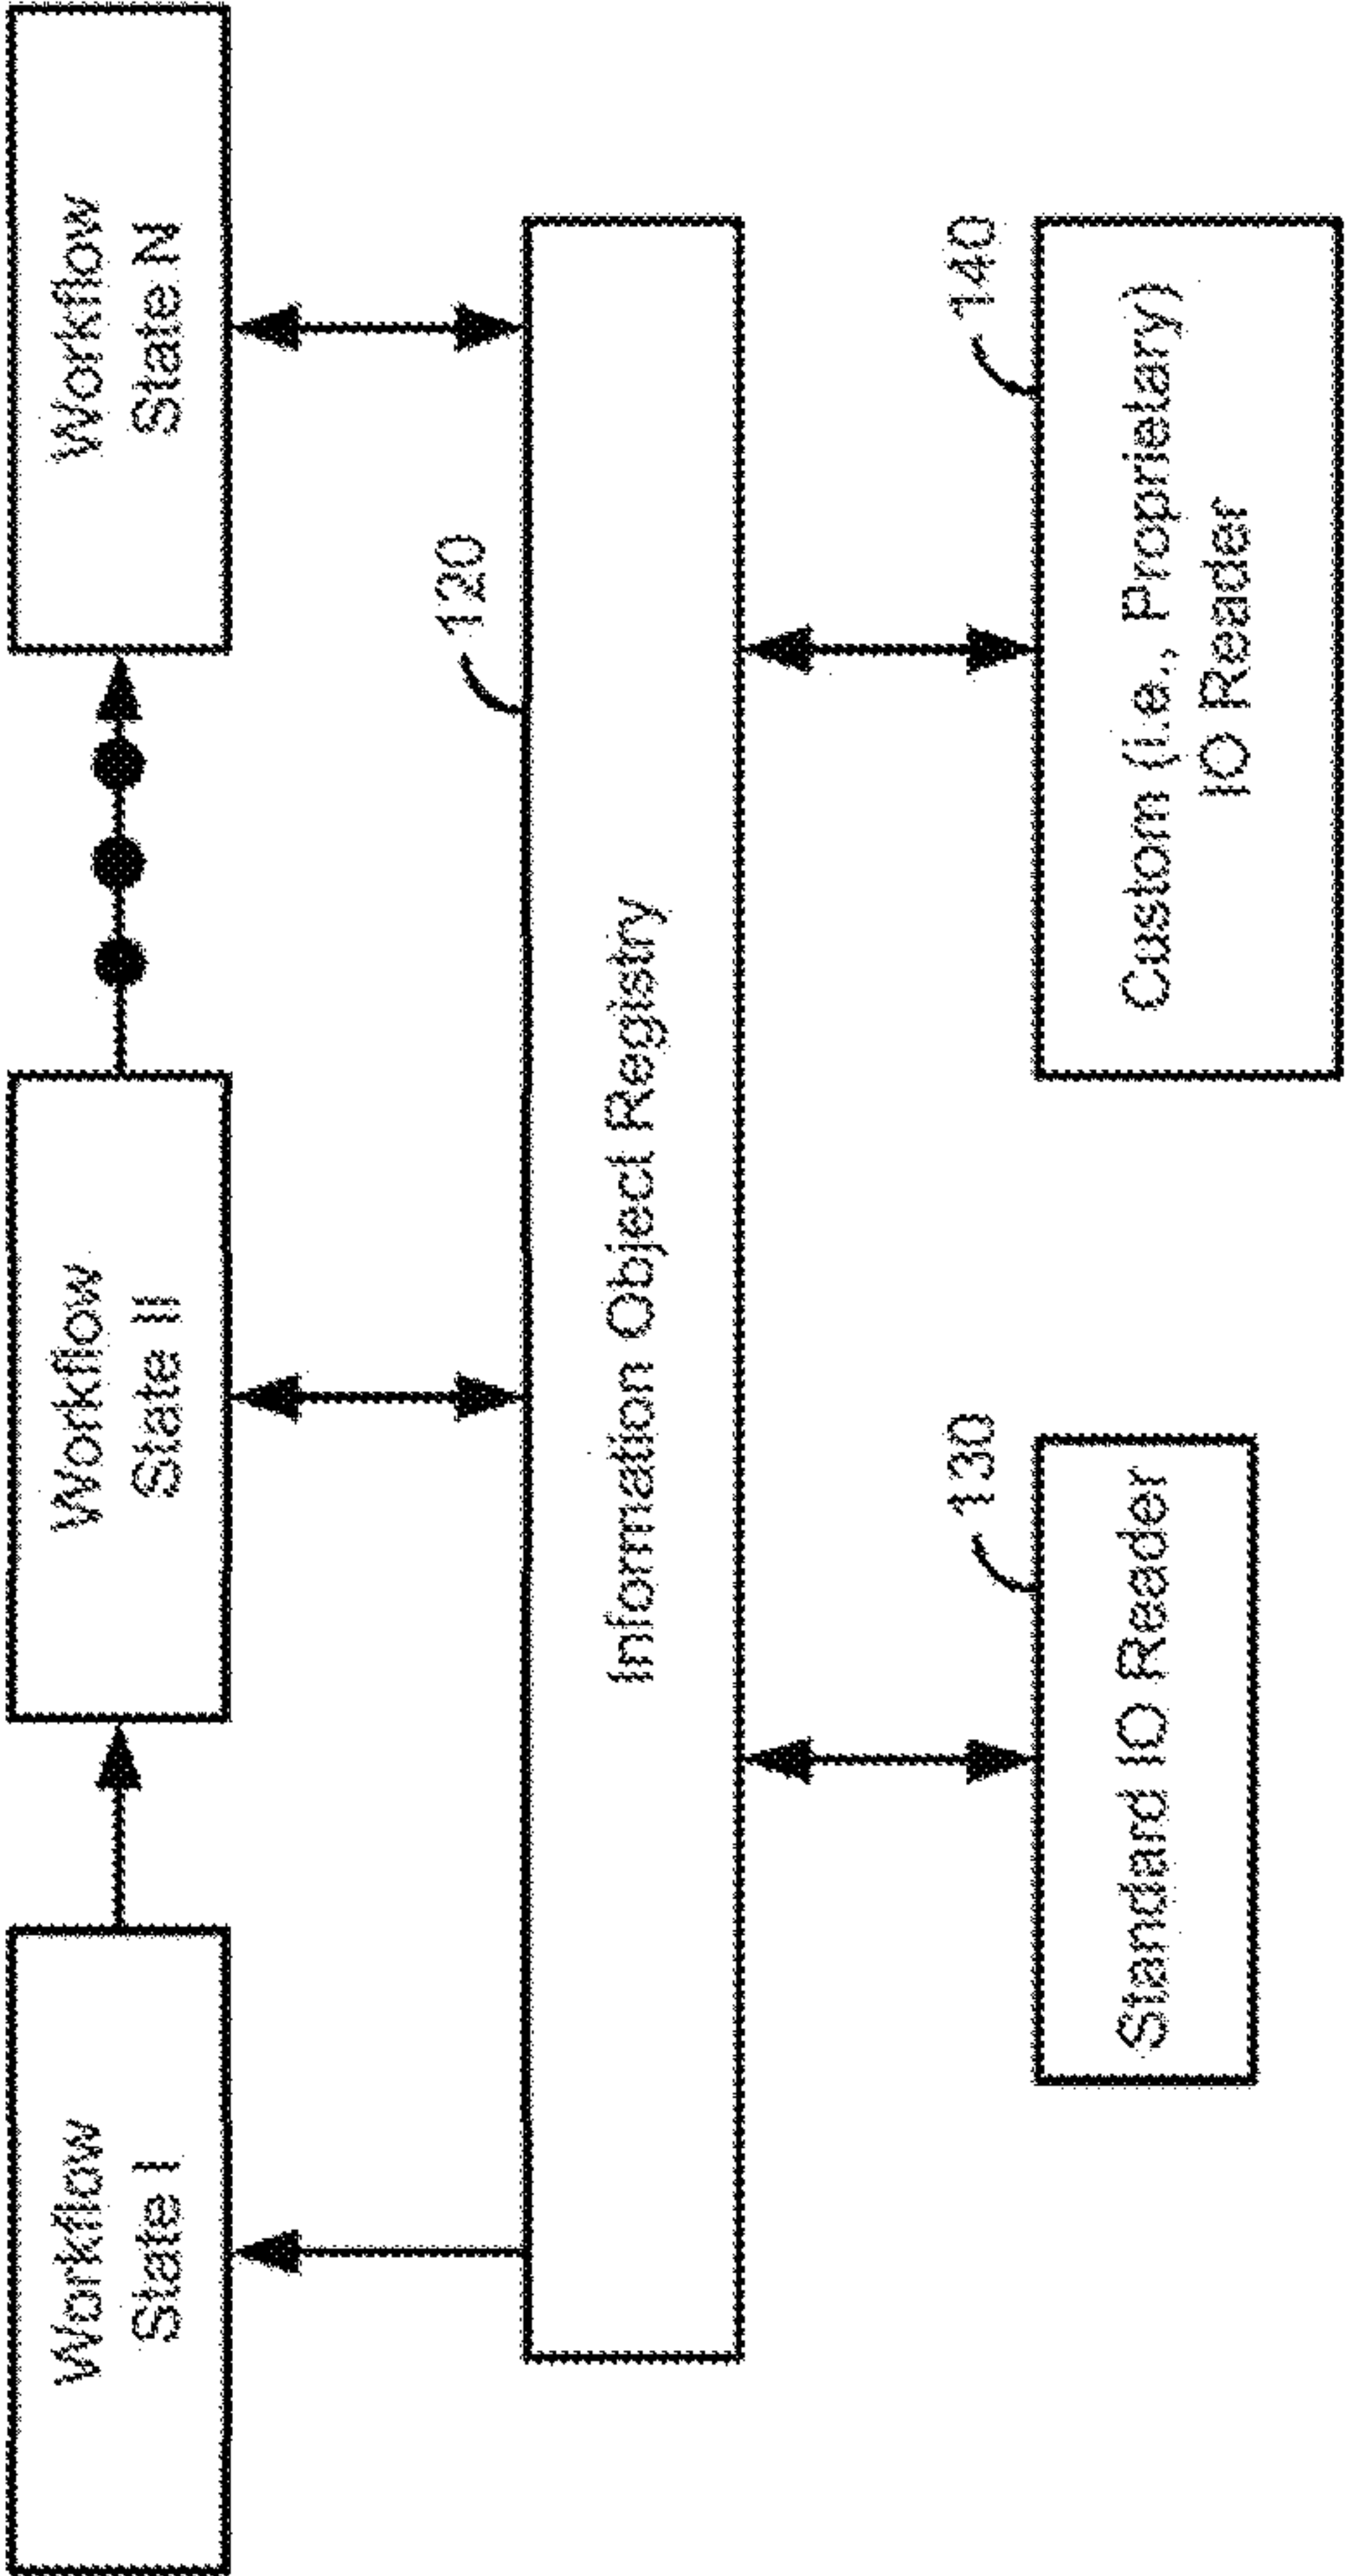 Workflow
State I
Workflow
State II
Workflow
State N
120
Information Object Registry
130
Standard IO Reader
140
Custom (i.e., Proprietary)
IO Reader